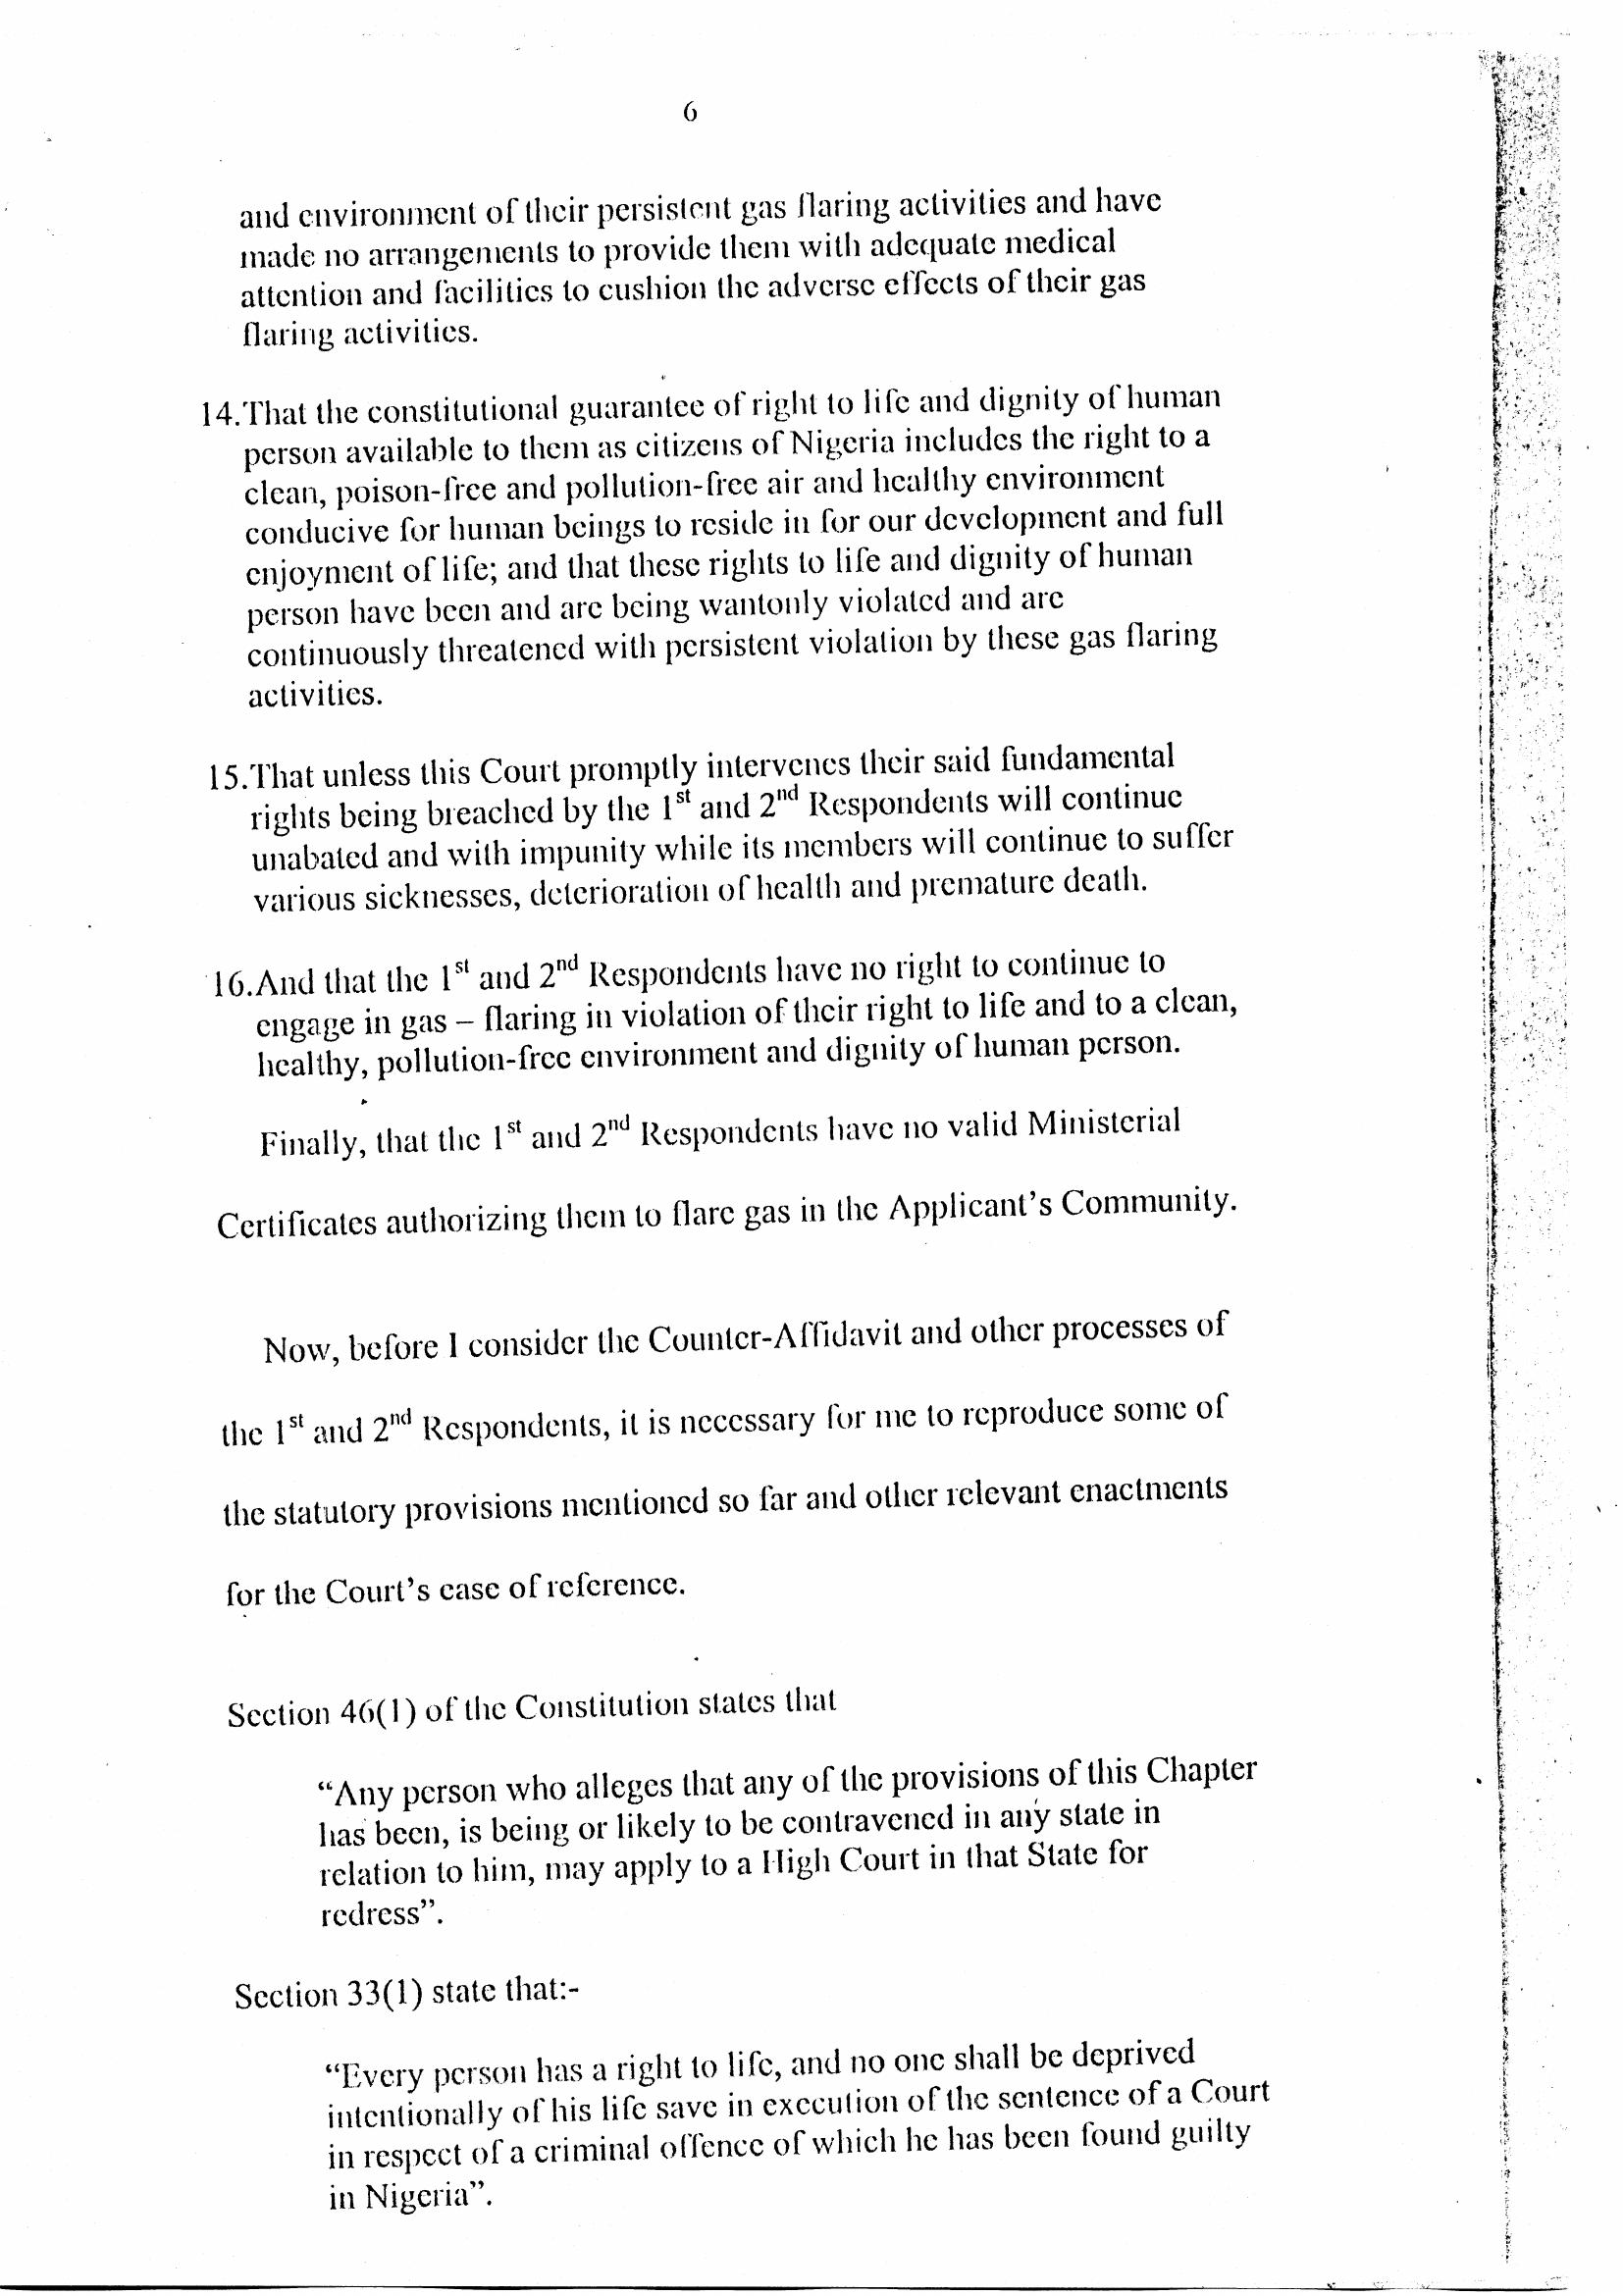 6
and environment of their persistent gas flaring activities and have
made no arrangements to provide them with adequate medical
attention and facilities to cushion the adverse effects of their gas
flaring activities.
14.That the constitutional guarantee of right to life and dignity of human
person available to them as citizens of Nigeria includes the right to a
clean, poison-free and pollution-free air and healthy environment
conducive for human beings to reside in for our development and full
enjoyment of life; and that these rights to life and dignity of human
person have been and are being wantonly violated and are
continuously threatened with persistent violation by these gas flaring
activities.
15.That unless this Court promptly intervenes their said fundamental
rights being breached by the 1st and 2nd Respondents will continue
unabated and with impunity while its members will continue to suffer
various sicknesses, deterioration of health and premature death.
16.And that the 1st and 2nd Respondents have no right to continue to
engage in gas – flaring in violation of their right to life and to a clean,
healthy, pollution-free environment and dignity of human person.
Finally, that the 1st and 2nd Respondents have no valid Ministerial
Certificates authorizing them to flare gas in the Applicant's Community.
Now, before I consider the Counter-Affidavit and other processes of
the 1st and 2nd Respondents, it is necessary for me to reproduce some of
the statutory provisions mentioned so far and other relevant enactments
for the Court's ease of reference.
Section 46(1) of the Constitution states that
“Any person who alleges that any of the provisions of this Chapter
has been, is being or likely to be contravened in any state in
relation to him, may apply to a High Court in that State for
redress”.
Section 33(1) state that:-
“Every person has a right to life, and no one shall be deprived
intentionally of his life save in execution of the sentence of a Court
in respect of a criminal offence of which he has been found guilty
in Nigeria”.